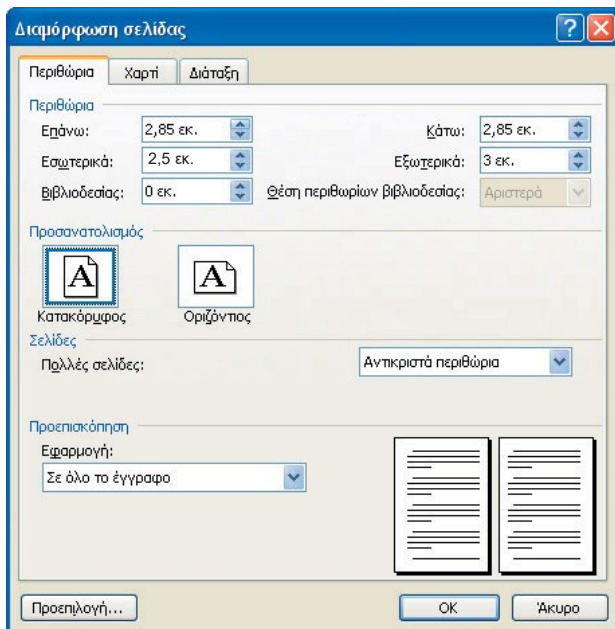 Διαμόρφωση σελίδας
Περιθώρια Χαρτί Διάταξη
Περιθώρια
Επάνω: 2,85 εκ. Κάτω: 2,85 εκ.
Εσωτερικά: 2,5 εκ. Εξωτερικά: 3 εκ.
Βιβλιοδεσίας: 0 εκ. Θέση περιθωρίων βιβλιοδεσίας: Αριστερά
Προσανατολισμός
A A
Κατακόρυφος Οριζόντιος
Σελίδες
Πολλές σελίδες: Αντικριστά περιθώρια
Προεπισκόπηση
Εφαρμογή:
Σε όλο το έγγραφο
Προεπιλογή... OK Άκυρο